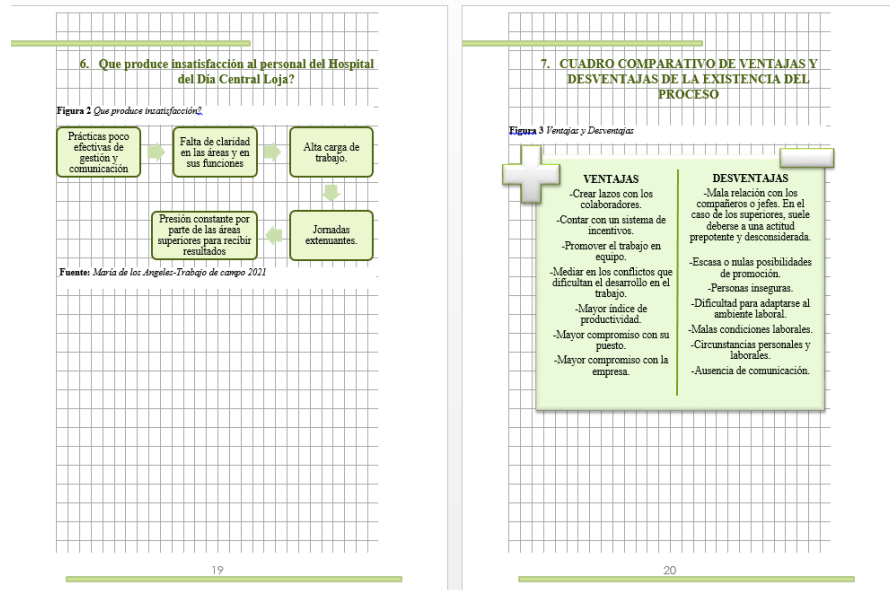 6. Que produce insatisfacción al personal del Hospital
del Día Central Loja?
Figura 2 Que produce insatisfacción?.
Prácticas poco
efectivas de
gestión y
comunicación
Falta de claridad
en las áreas y en
sus funciones
Alta carga de
trabajo.
Jornadas
extenuantes.
Presión constante por
parte de las áreas
superiores para recibir
resultados
Fuente: María de los Angeles-Trabajo de campo 2021
19
7. CUADRO COMPARATIVO DE VENTAJAS Y
DESVENTAJAS DE LA EXISTENCIA DEL
PROCESO
Figura 3 Ventajas y Desventajas
VENTAJAS
-Crear lazos con los
colaboradores.
-Contar con un sistema de
incentivos.
-Promover el trabajo en
equipo.
-Mediar en los conflictos que
dificultan el desarrollo en el
trabajo.
-Mayor índice de
productividad.
-Mayor compromiso con su
puesto.
-Mayor compromiso con la
empresa.
DESVENTAJAS
-Mala relación con los
compañeros o jefes. En el
caso de los superiores, suele
deberse a una actitud
prepotente y desconsiderada.
-Escasa o nulas posibilidades
de promoción.
-Personas inseguras.
-Dificultad para adaptarse al
ambiente laboral.
-Malas condiciones laborales.
-Circunstancias personales y
laborales.
-Ausencia de comunicación.
20